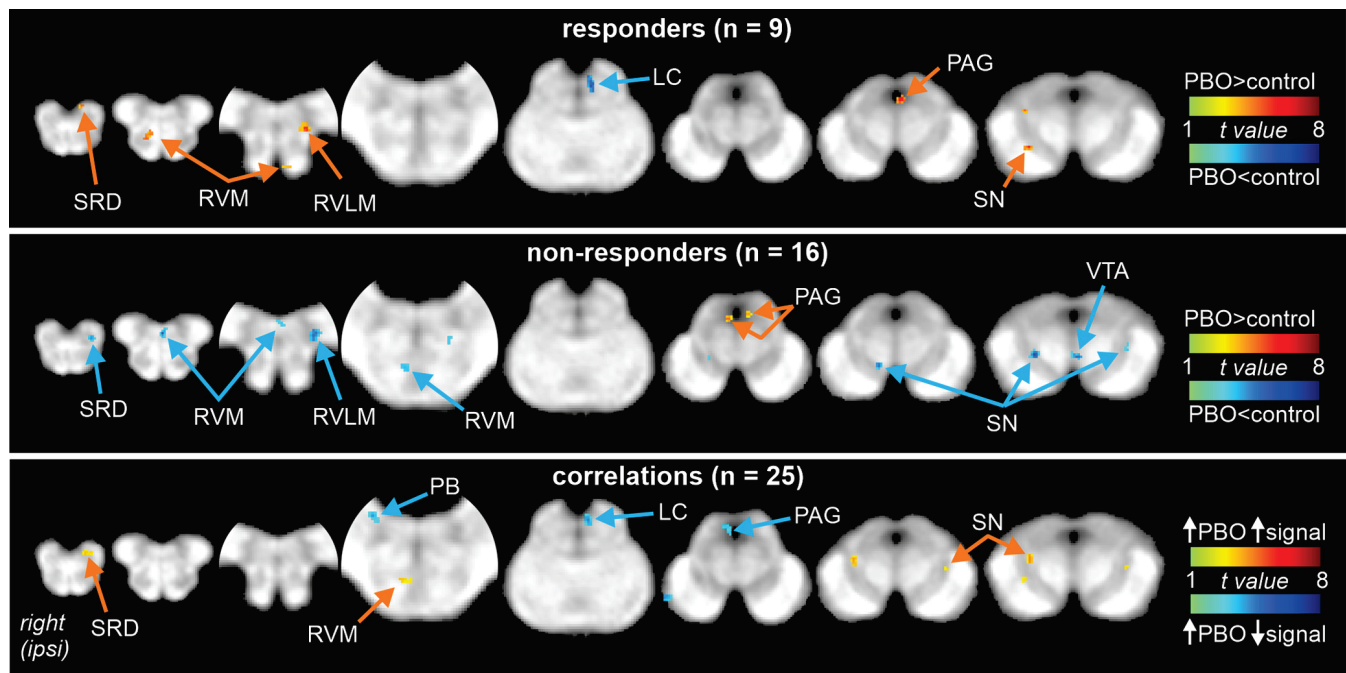 responders (n = 9)
LC
PAG
PBO>control
1 t value 8
PBO<control
SRD
RVM
RVLM
SN
non-responders (n = 16)
PAG
VTA
PBO>control
1 t value 8
PBO<control
SRD
RVM
RVLM
RVM
SN
correlations (n = 25)
PB
LC
PAG
SN
↑PBO ↑signal
1 t value 8
↑PBO ↓signal
right
(ipsi)
SRD
RVM